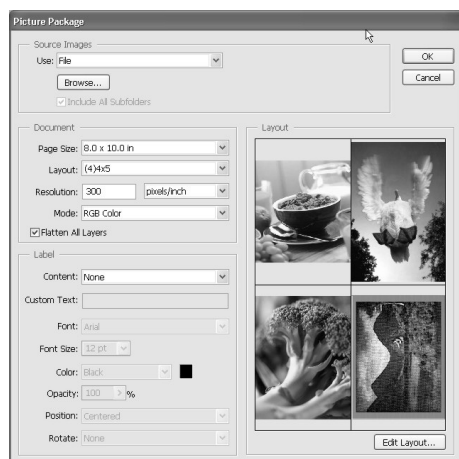 Picture Package
Source Images
Use: File
Browse...
Include All Subfolders
OK
Cancel
Document
Page Size: 8.0 x 10.0 in
Layout: (4)4x5
Resolution: 300 pixels/inch
Mode: RGB Color
Flatten All Layers
Label
Content: None
Custom Text:
Font: Arial
Font Size: 12 pt
Color: Black
Opacity: 100 %
Position: Centered
Rotate: None
Layout
Edit Layout...